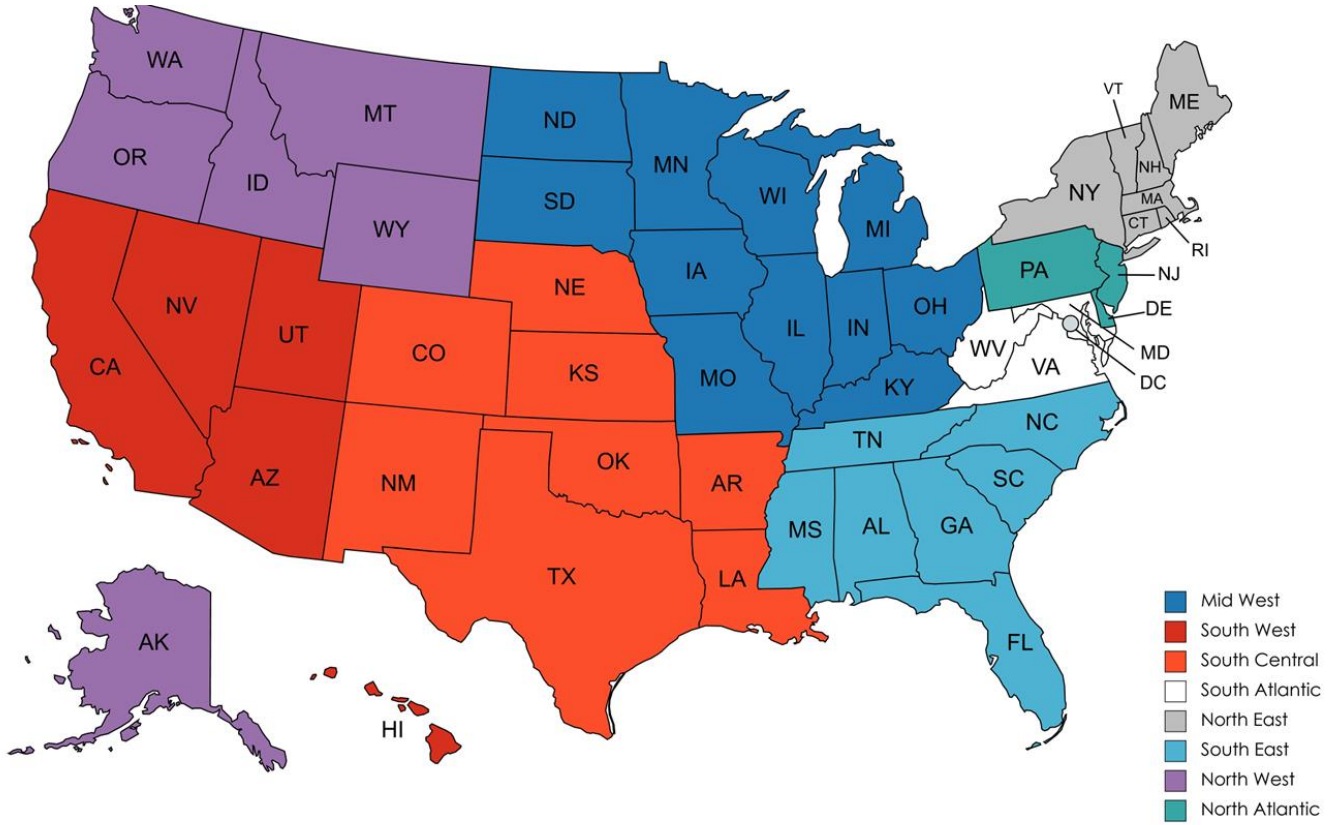 WA
MT
ND
MN
VT
ME
OR
ID
SD
WI
MI
NH
NY
MA
CT
RI
WY
IA
NE
PA
NJ
NV
UT
CO
IL
IN
OH
DE
CA
KS
MO
KY
WV
VA
MD
DC
AZ
NM
OK
AR
TN
NC
SC
MS
AL
GA
TX
LA
FL
AK
HI
Mid West
South West
South Central
South Atlantic
North East
South East
North West
North Atlantic